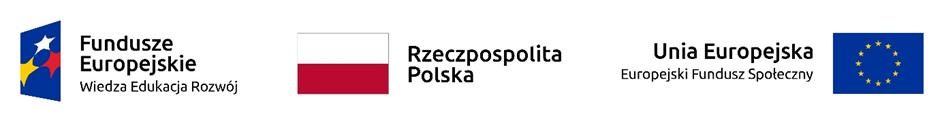 Fundusze
Europejskie
Wiedza Edukacja Rozwój
Rzeczpospolita
Polska
Unia Europejska
Europejski Fundusz Społeczny